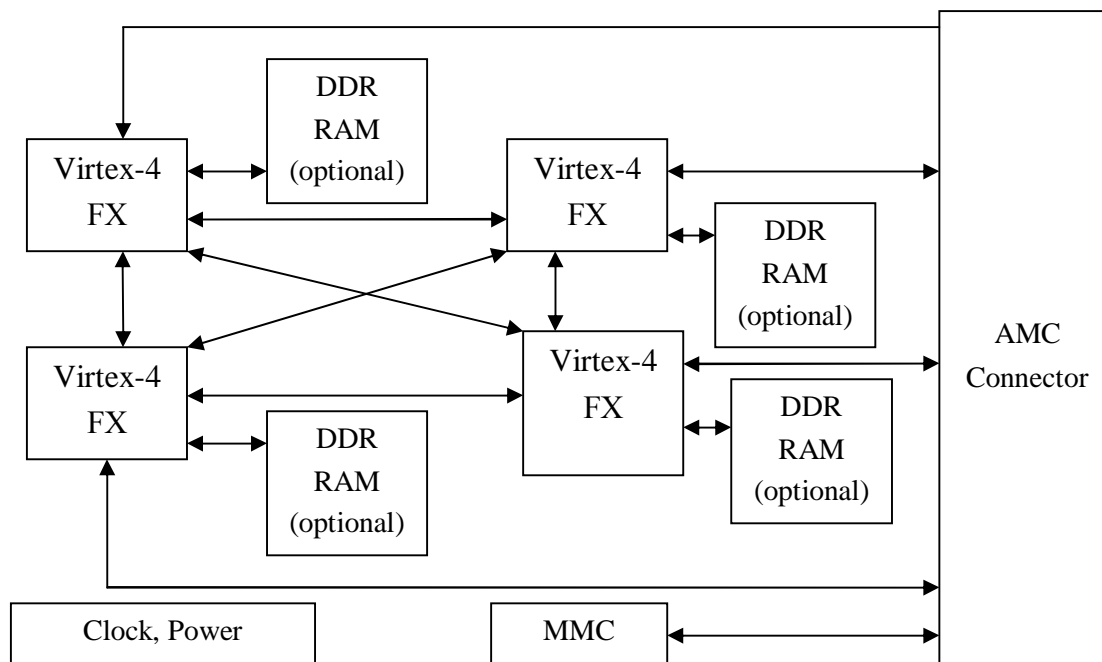 DDR
RAM
(optional)
Virtex-4
FX
Virtex-4
FX
DDR
RAM
(optional)
AMC
Connector
Virtex-4
FX
Virtex-4
FX
DDR
RAM
(optional)
DDR
RAM
(optional)
Clock, Power
MMC